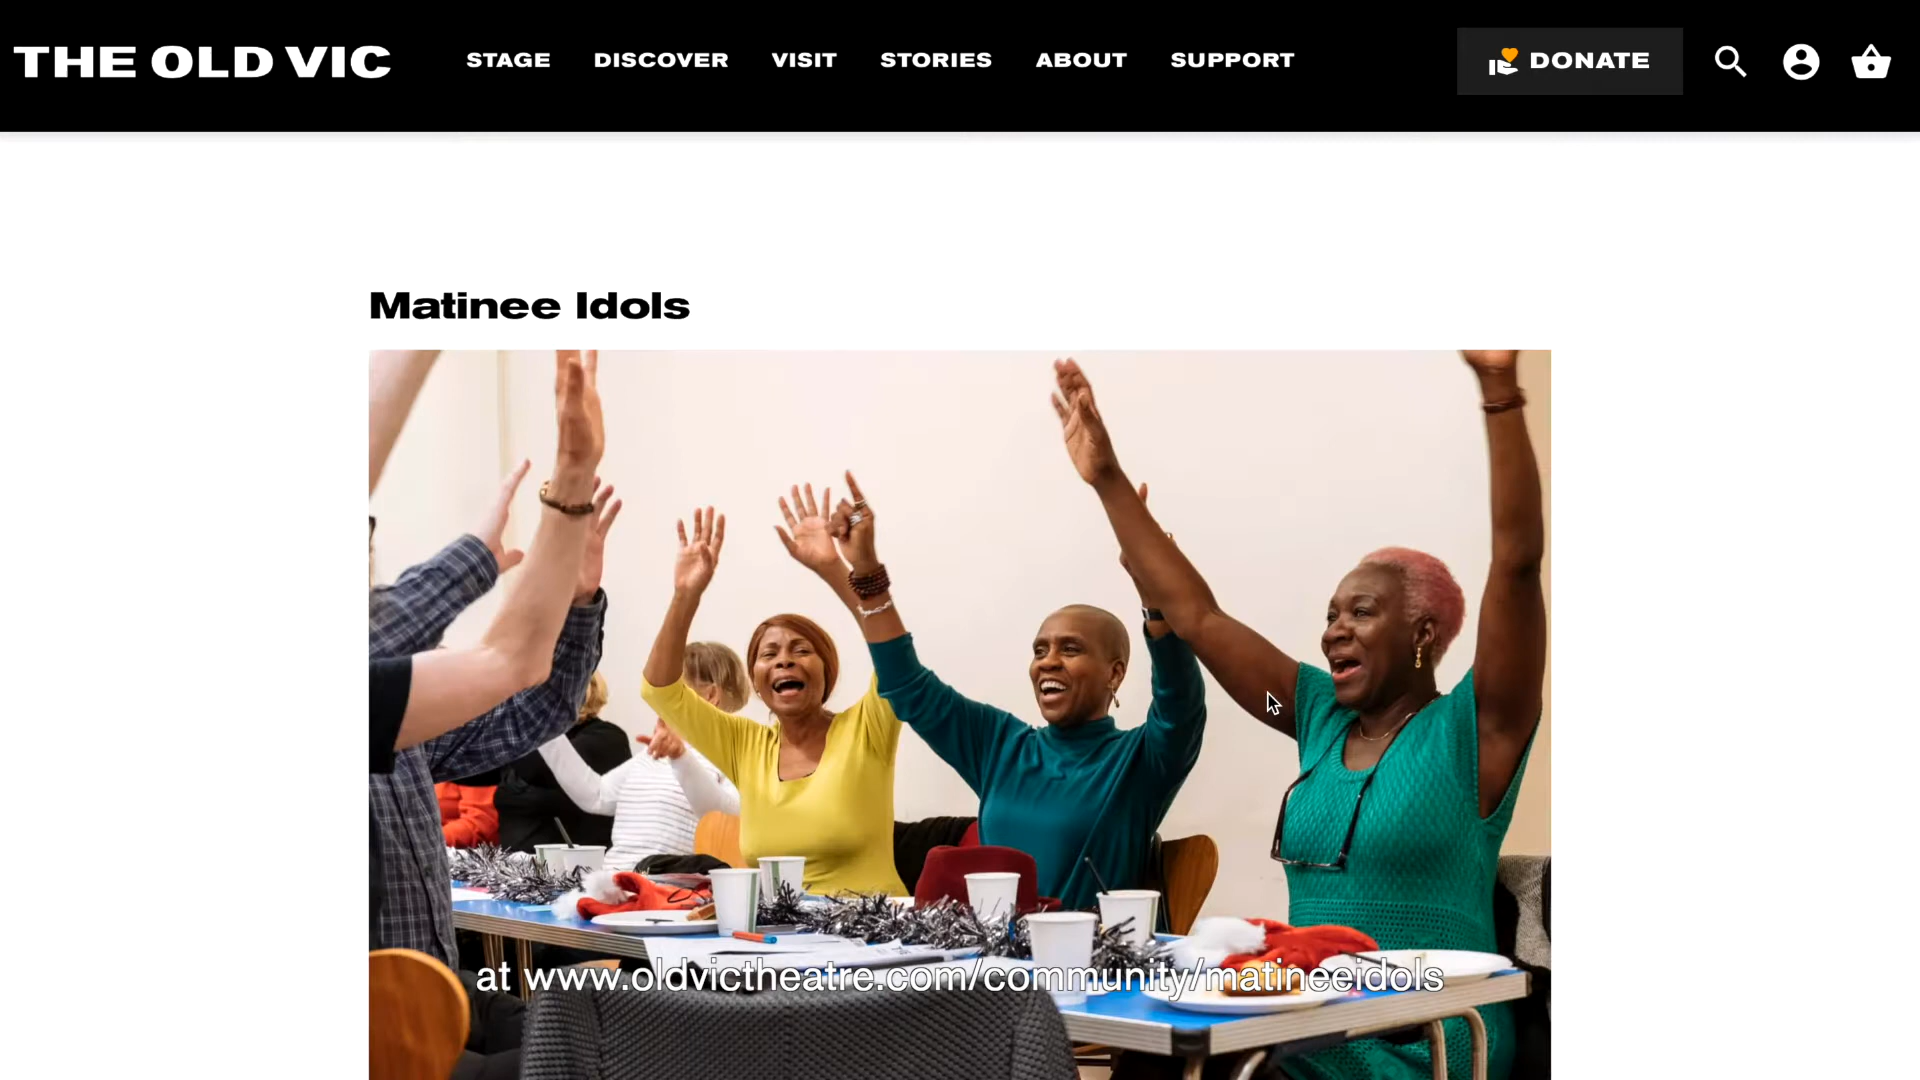 THE OLD VIC
STAGE DISCOVER VISIT STORIES ABOUT SUPPORT DONATE
Matinee Idols
at www.oldvictheatre.com/community/matineeidols